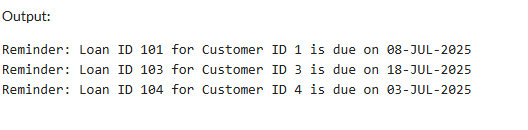 Output:
Reminder: Loan ID 101 for Customer ID 1 is due on 08-JUL-2025
Reminder: Loan ID 103 for Customer ID 3 is due on 18-JUL-2025
Reminder: Loan ID 104 for Customer ID 4 is due on 03-JUL-2025